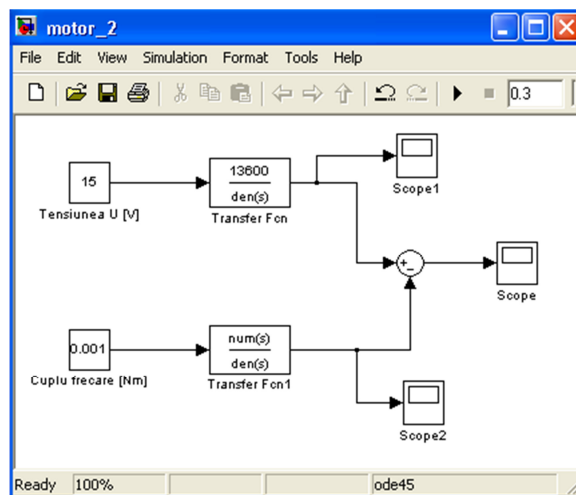 motor_2
File Edit View Simulation Format Tools Help
0.3
15
Tensiunea U [V]
13600
den(s)
Transfer Fcn
Scope1
+
-
Scope
0.001
Cuplu frecare [Nm]
num(s)
den(s)
Transfer Fcn1
Scope2
Ready 100% ode45